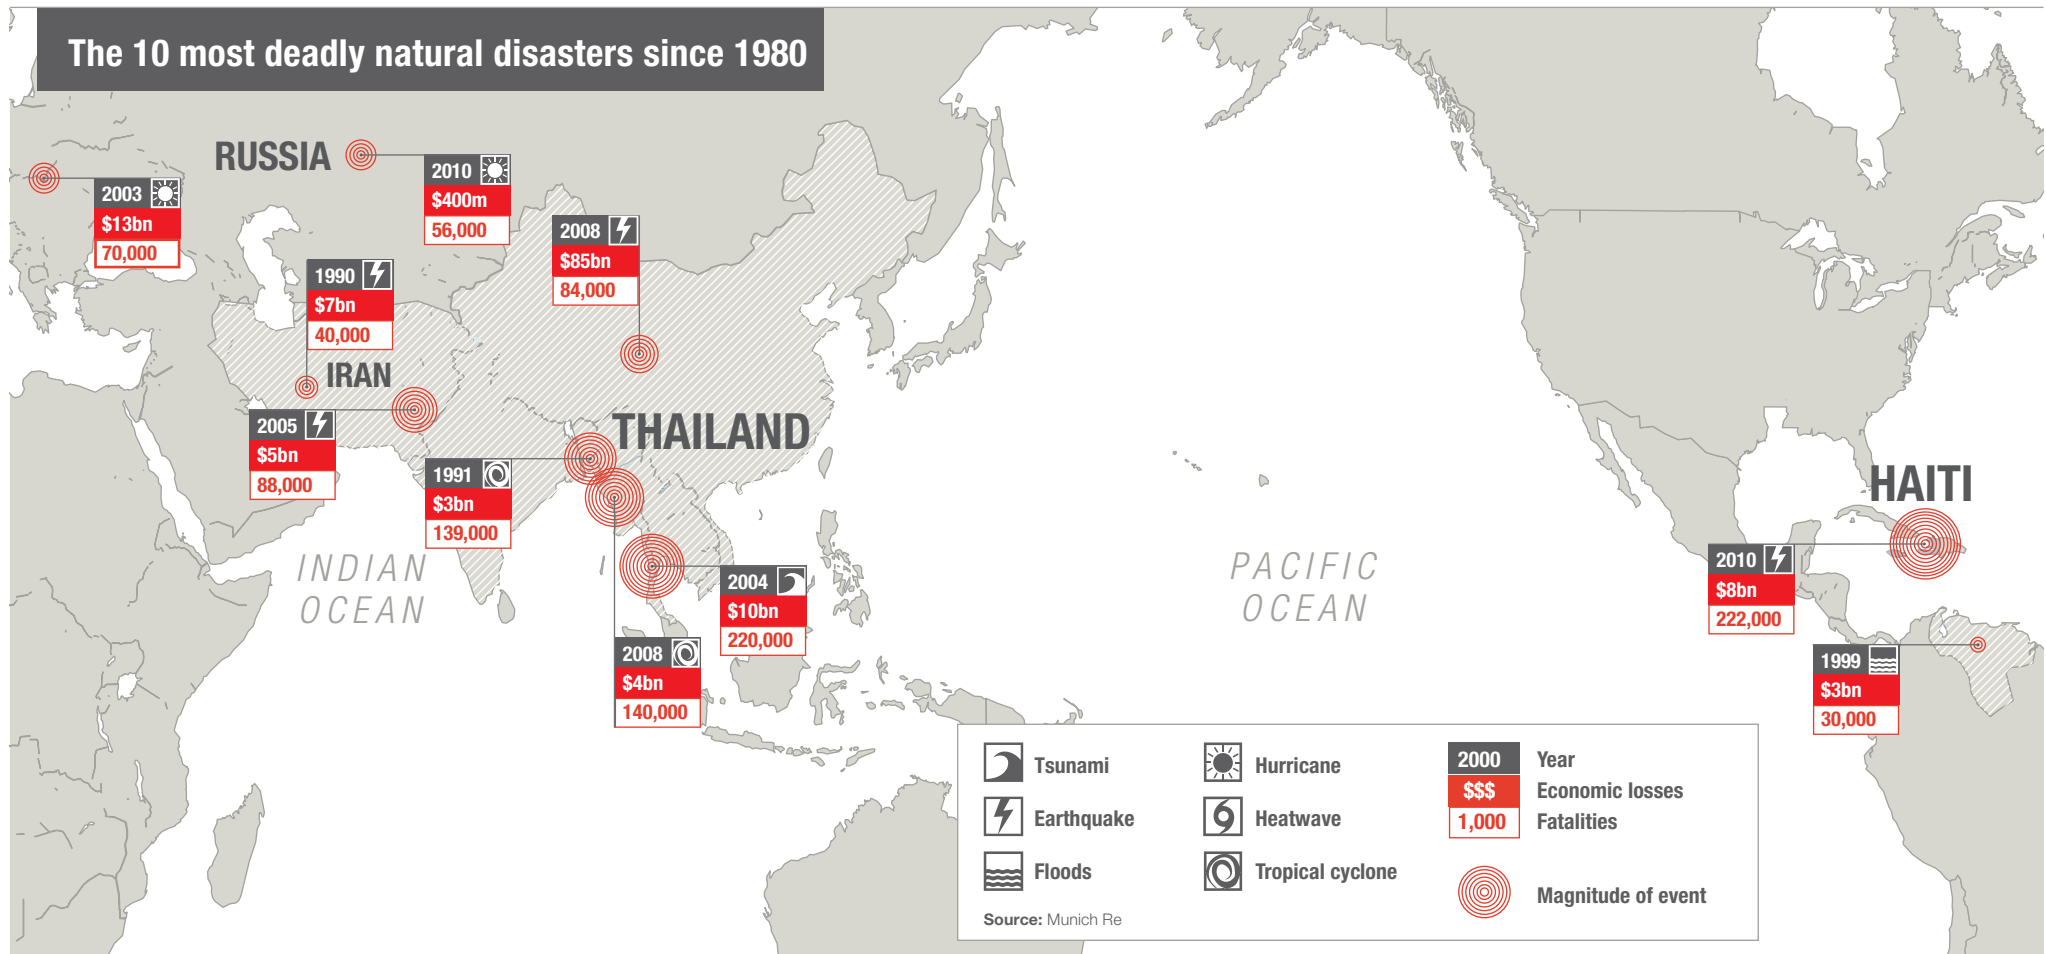 The 10 most deadly natural disasters since 1980
RUSSIA
2003
$13bn
70,000
2010
$400m
56,000
2008
$85bn
84,000
1990
$7bn
40,000
IRAN
2005
$5bn
88,000
THAILAND
1991
$3bn
139,000
HAITI
INDIAN
OCEAN
PACIFIC
OCEAN
2004
$10bn
220,000
2010
$8bn
222,000
2008
$4bn
140,000
1999
$3bn
30,000
Tsunami
Earthquake
Floods
Hurricane
Heatwave
Tropical cyclone
2000 Year
$$$ Economic losses
1,000 Fatalities
Magnitude of event
Source: Munich Re